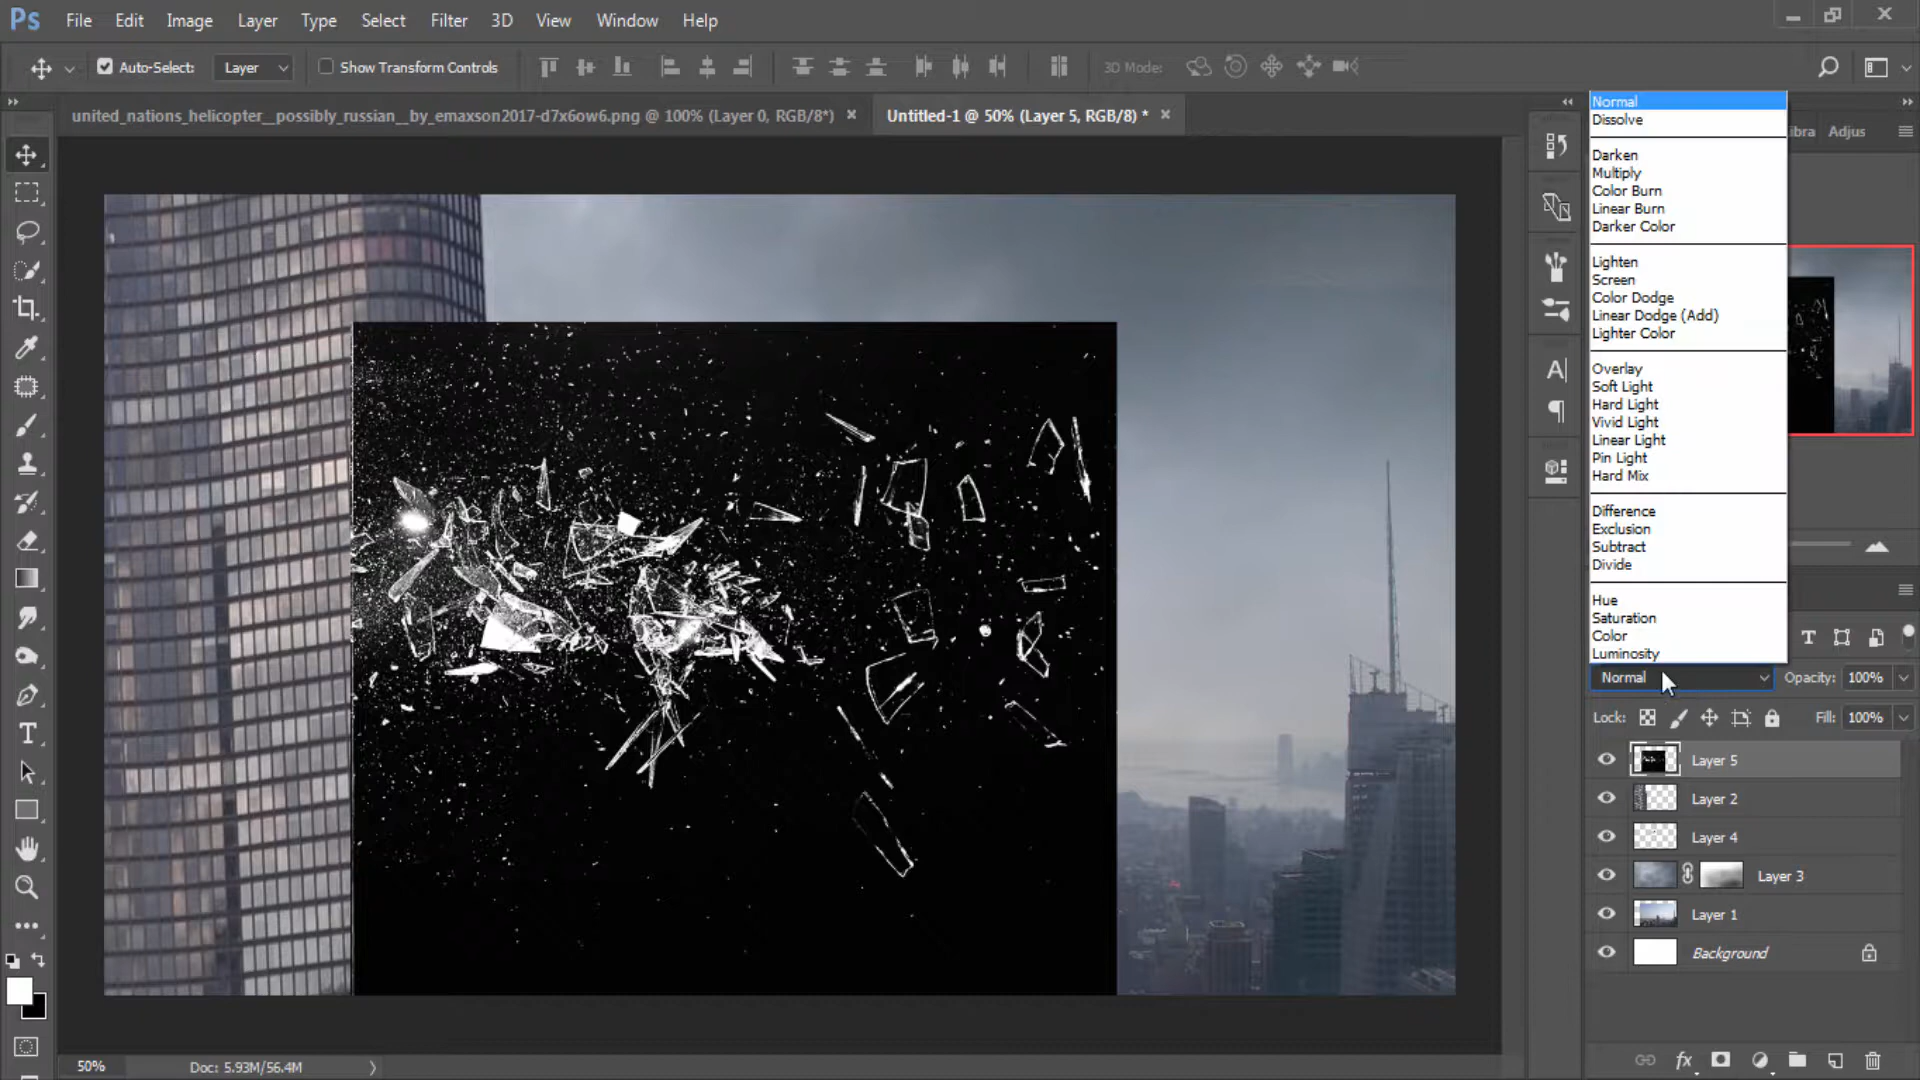 Ps File Edit Image Layer Type Select Filter 3D View Window Help
Auto-Select: Layer Show Transform Controls 3D Mode:
united_nations_helicopter__possibly_russian__by_emaxson2017-d7x6ow6.png @ 100% (Layer 0, RGB/8*) Untitled-1 @ 50% (Layer 5, RGB/8) *
Adjus
Normal
Dissolve
Darken
Multiply
Color Burn
Linear Burn
Darker Color
Lighten
Screen
Color Dodge
Linear Dodge (Add)
Lighter Color
Overlay
Soft Light
Hard Light
Vivid Light
Linear Light
Pin Light
Hard Mix
Difference
Exclusion
Subtract
Divide
Hue
Saturation
Color
Luminosity
Normal Opacity: 100%
Lock: Fill: 100%
Layer 5
Layer 2
Layer 4
Layer 3
Layer 1
Background
50% Doc: 5.93M/56.4M